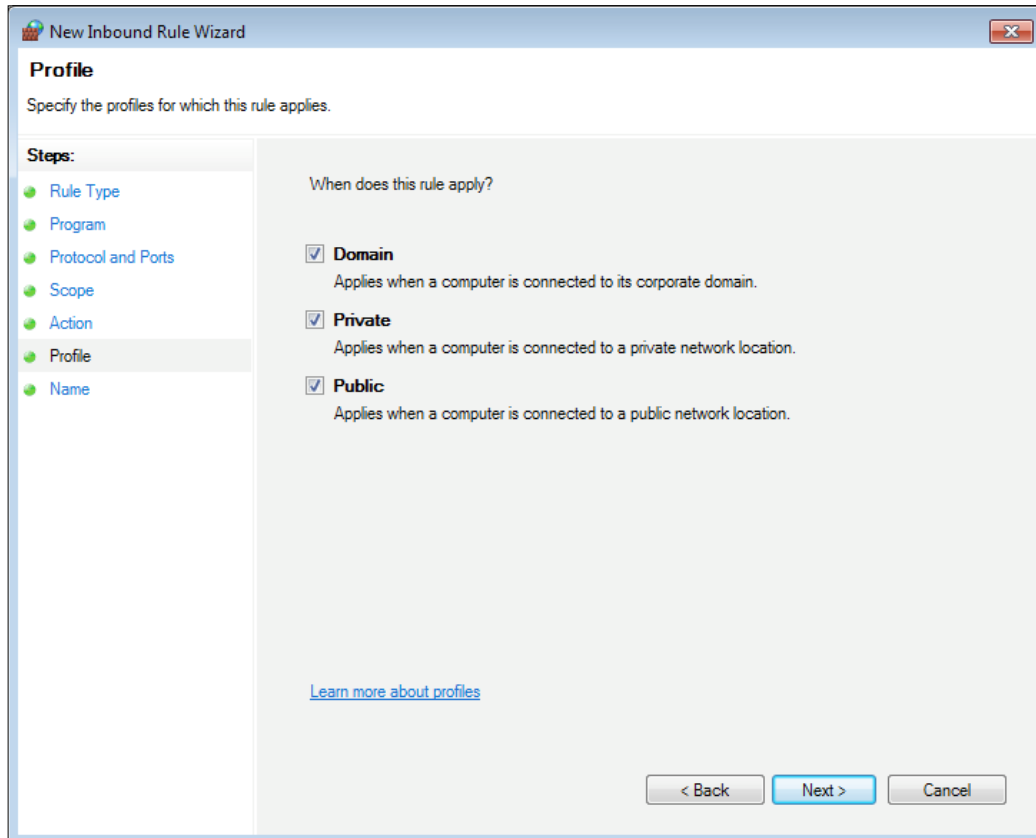 New Inbound Rule Wizard
Profile
Specify the profiles for which this rule applies.
Steps:
Rule Type
Program
Protocol and Ports
Scope
Action
Profile
Name
When does this rule apply?
Domain
Applies when a computer is connected to its corporate domain.
Private
Applies when a computer is connected to a private network location.
Public
Applies when a computer is connected to a public network location.
Learn more about profiles
< Back
Next >
Cancel